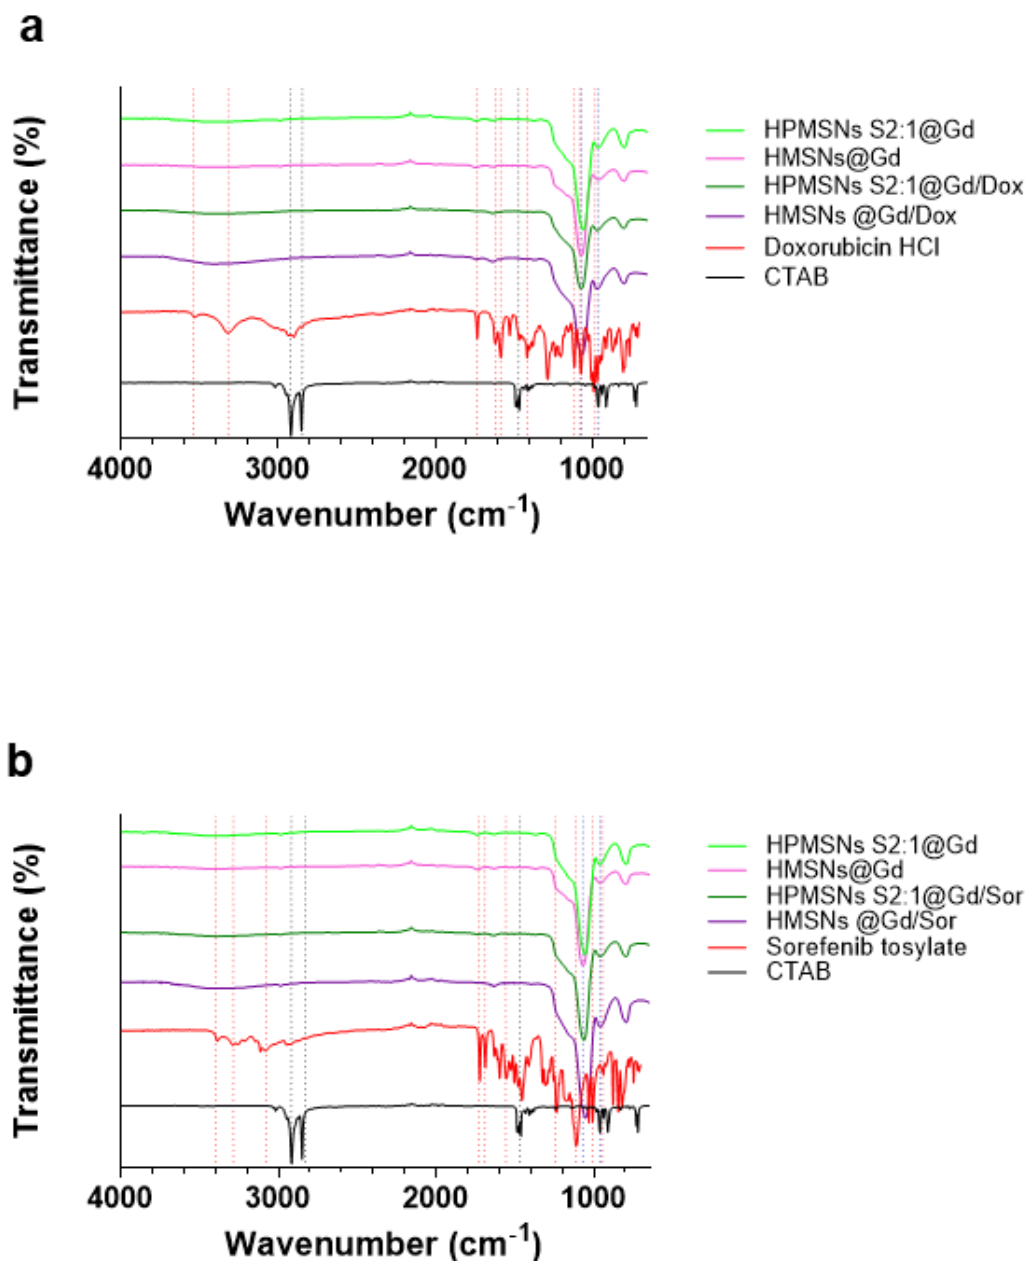 a
Transmittance (%)
HPMSNs S2:1@Gd
HMSNs@Gd
HPMSNs S2:1@Gd/Dox
HMSNs @Gd/Dox
Doxorubicin HCl
CTAB
4000 3000 2000 1000
Wavenumber (cm-1)
b
Transmittance (%)
HPMSNs S2:1@Gd
HMSNs@Gd
HPMSNs S2:1@Gd/Sor
HMSNs @Gd/Sor
Sorefenib tosylate
CTAB
4000 3000 2000 1000
Wavenumber (cm-1)